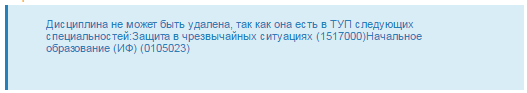 Дисциплина не может быть удалена, так как она есть в ТУП следующих
специальностей:Защита в чрезвычайных ситуациях (1517000)Начальное
образование (ИФ) (0105023)